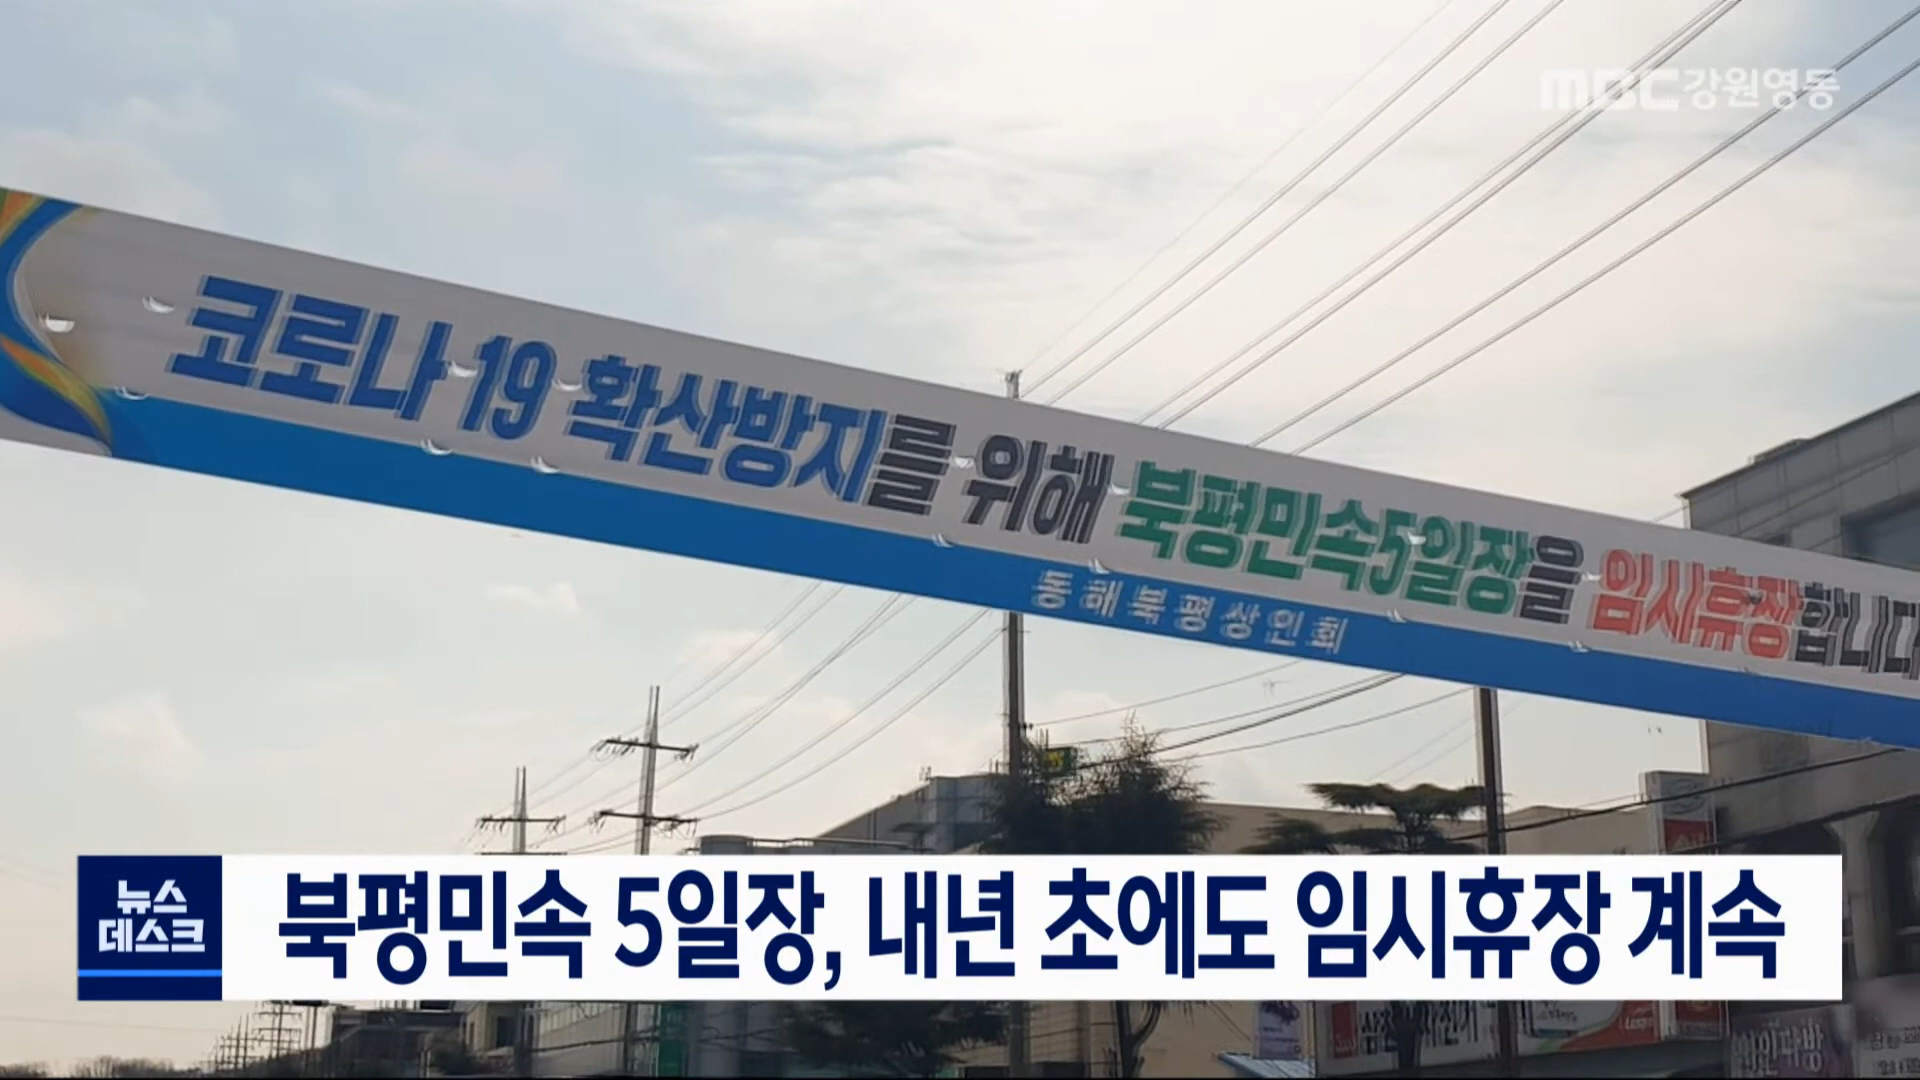 MBC강원영동
코로나 19 확산방지를 위해 북평민속5일장을 임시휴장합니다
동해북평상인회
뉴스
데스크
북평민속 5일장, 내년 초에도 임시휴장 계속